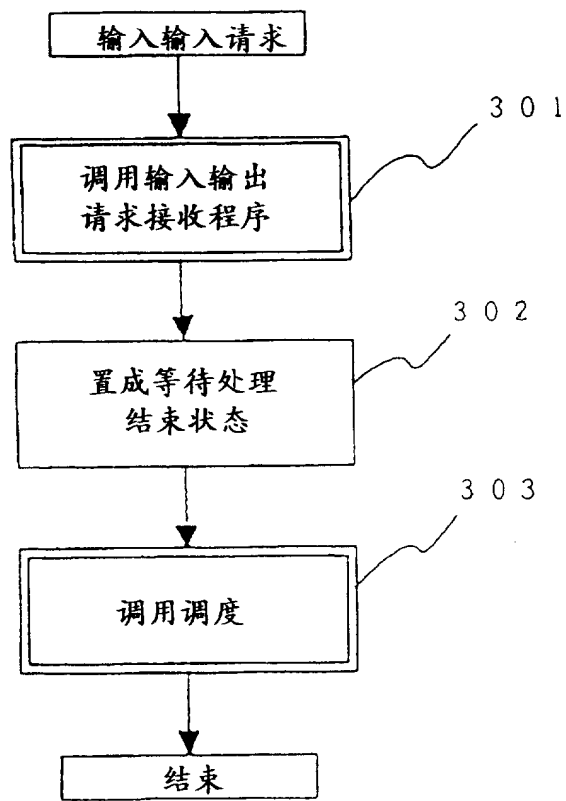 输入输入请求
301
调用输入输出
请求接收程序
302
置成等待处理
结束状态
303
调用调度
结束